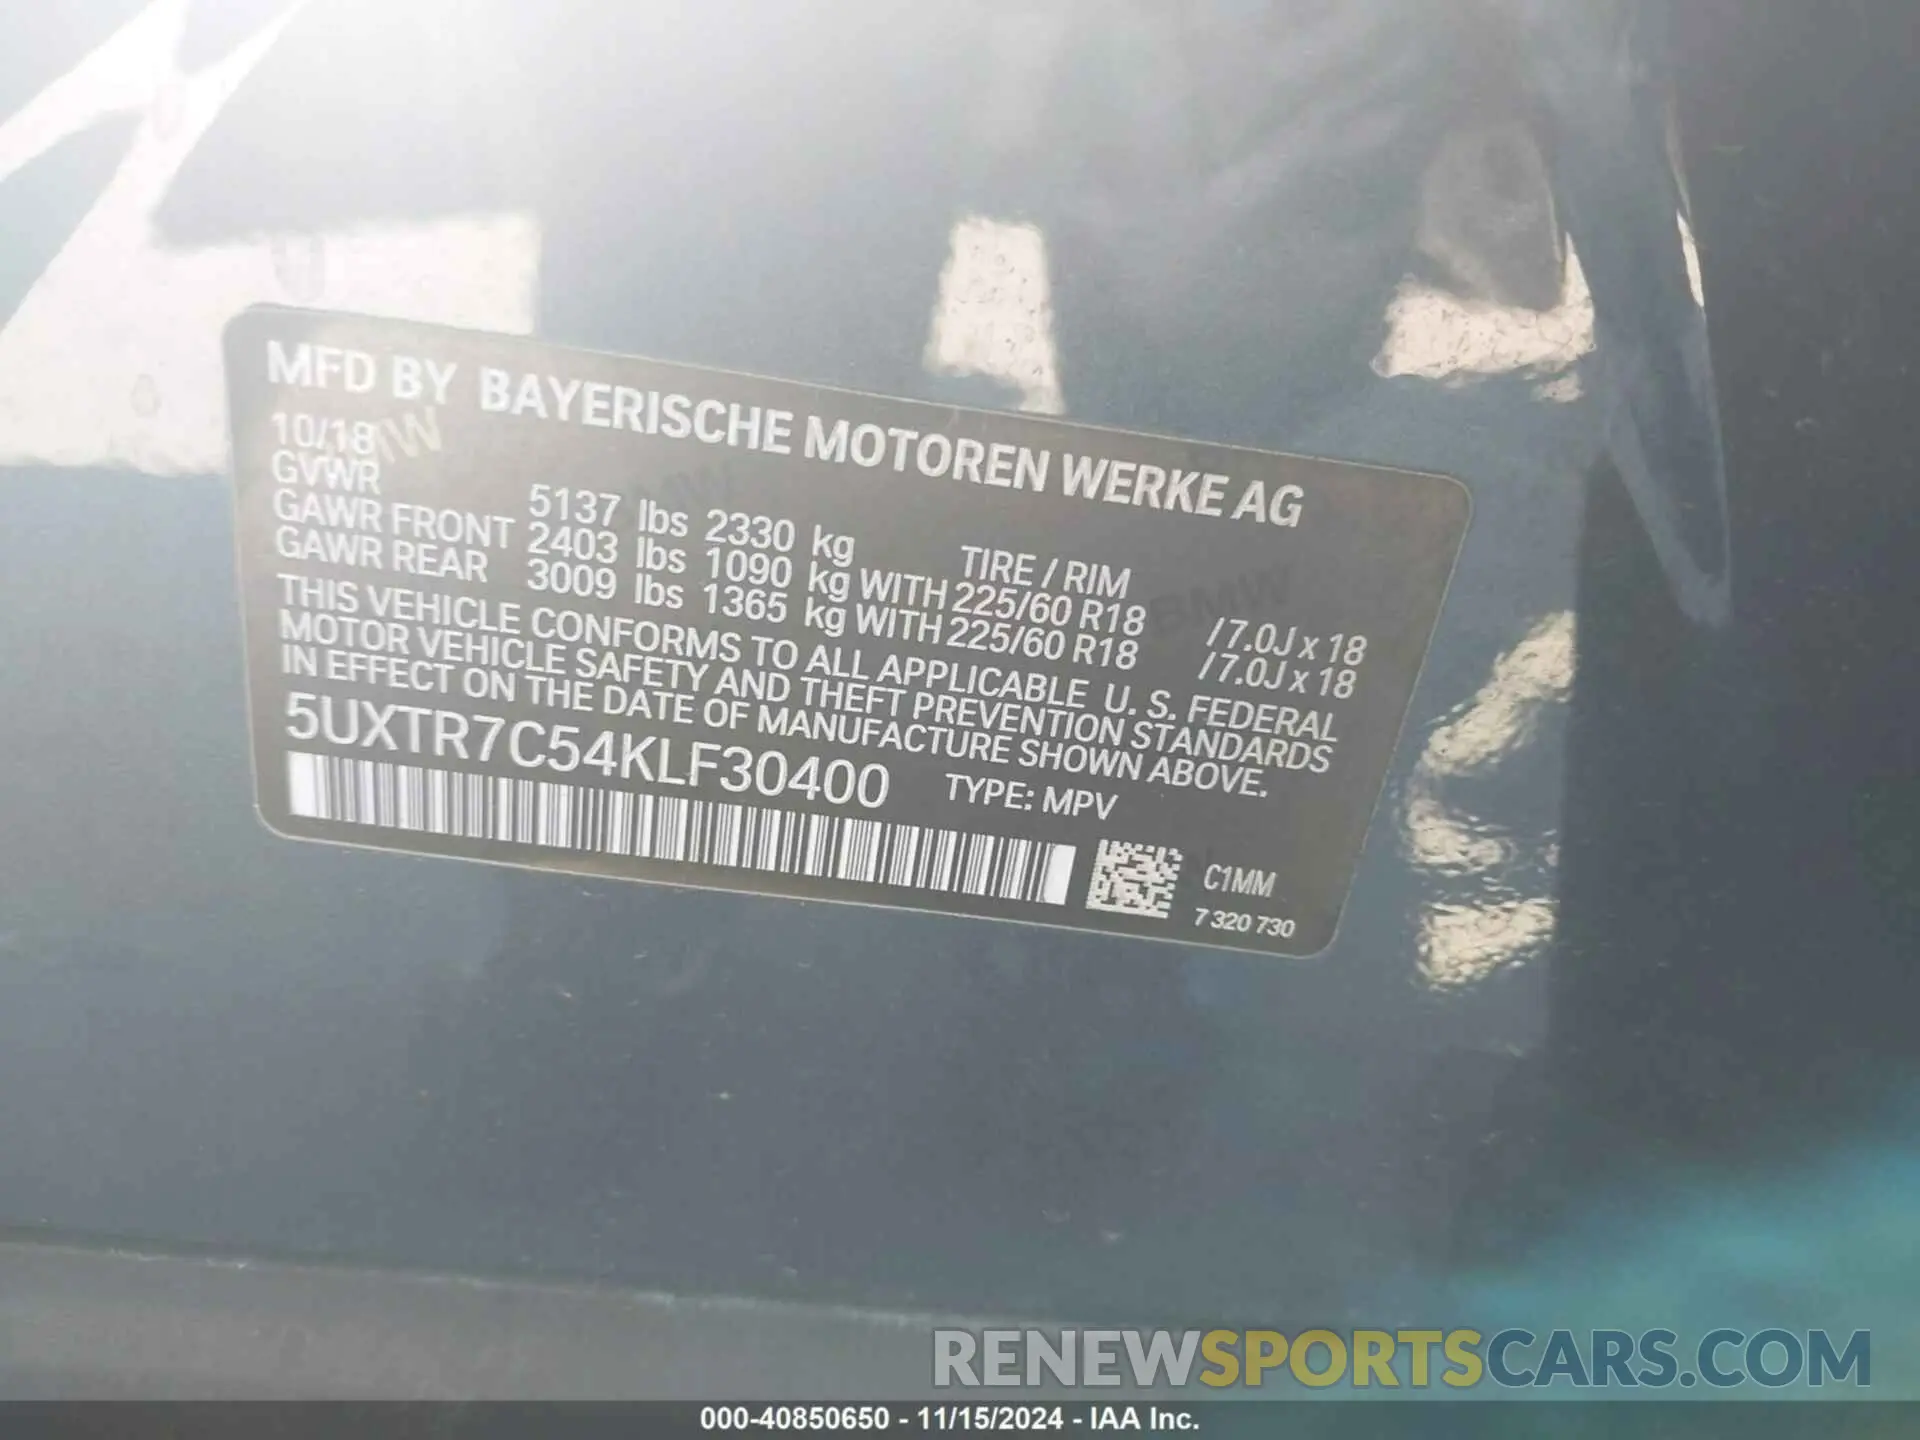 MFD BY BAYERISCHE MOTOREN WERKE AG
10/18
GVWR 5137 lbs 2330 kg TIRE / RIM
GAWR FRONT 2403 lbs 1090 kg WITH 225/60 R18 /7.0J x 18
GAWR REAR 3009 lbs 1365 kg WITH 225/60 R18 /7.0J x 18
THIS VEHICLE CONFORMS TO ALL APPLICABLE U. S. FEDERAL
MOTOR VEHICLE SAFETY AND THEFT PREVENTION STANDARDS
IN EFFECT ON THE DATE OF MANUFACTURE SHOWN ABOVE.
5UXTR7C54KLF30400 TYPE: MPV
C1MM
7 320 730
BMW
BMW
BMW
RENEWSPORTSCARS.COM
000-40850650 - 11/15/2024 - IAA Inc.